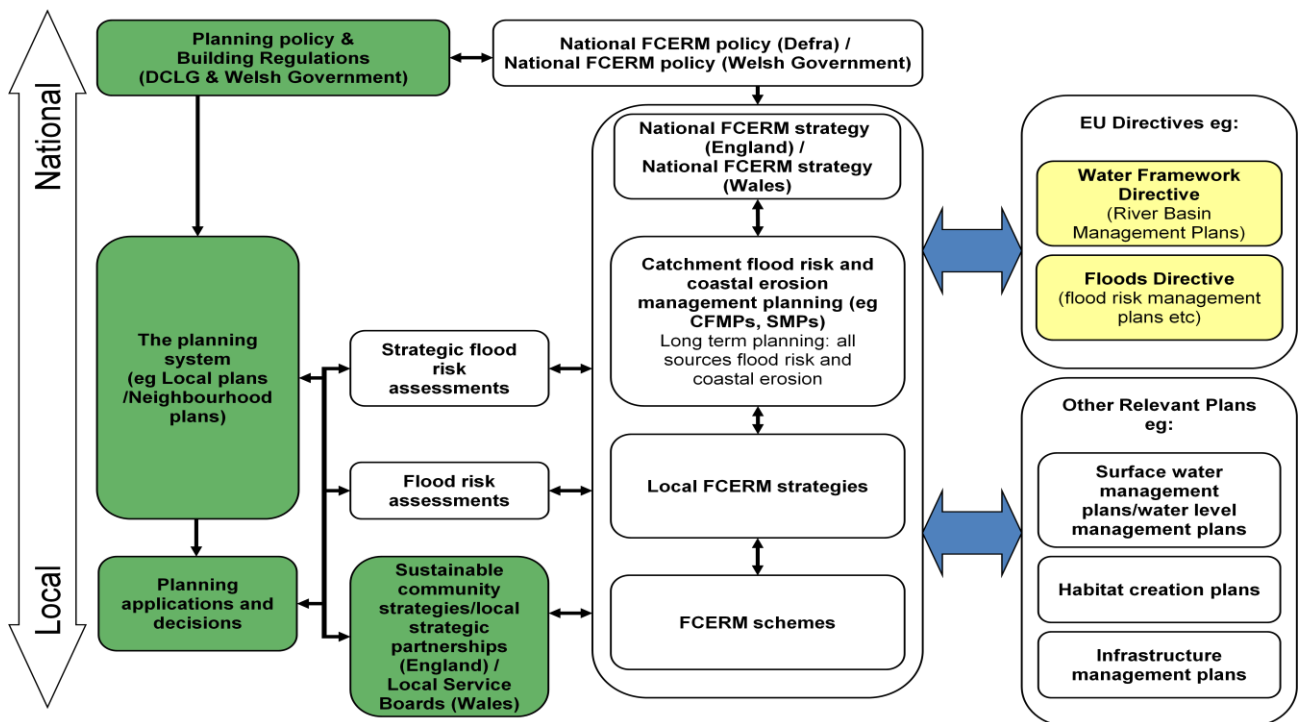 National
Local
Planning policy &
Building Regulations
(DCLG & Welsh Government)
National FCERM policy (Defra) /
National FCERM policy (Welsh Government)
The planning
system
(eg Local plans
/Neighbourhood
plans)
Planning
applications and
decisions
Strategic flood
risk
assessments
Flood risk
assessments
Sustainable
community
strategies/local
strategic
partnerships
(England) /
Local Service
Boards (Wales)
National FCERM strategy
(England) /
National FCERM strategy
(Wales)
Catchment flood risk and
coastal erosion
management planning (eg
CFMPs, SMPs)
Long term planning: all
sources flood risk and
coastal erosion
Local FCERM strategies
FCERM schemes
EU Directives eg:
Water Framework
Directive
(River Basin
Management Plans)
Floods Directive
(flood risk management
plans etc)
Other Relevant Plans
eg:
Surface water
management
plans/water level
management plans
Habitat creation plans
Infrastructure
management plans